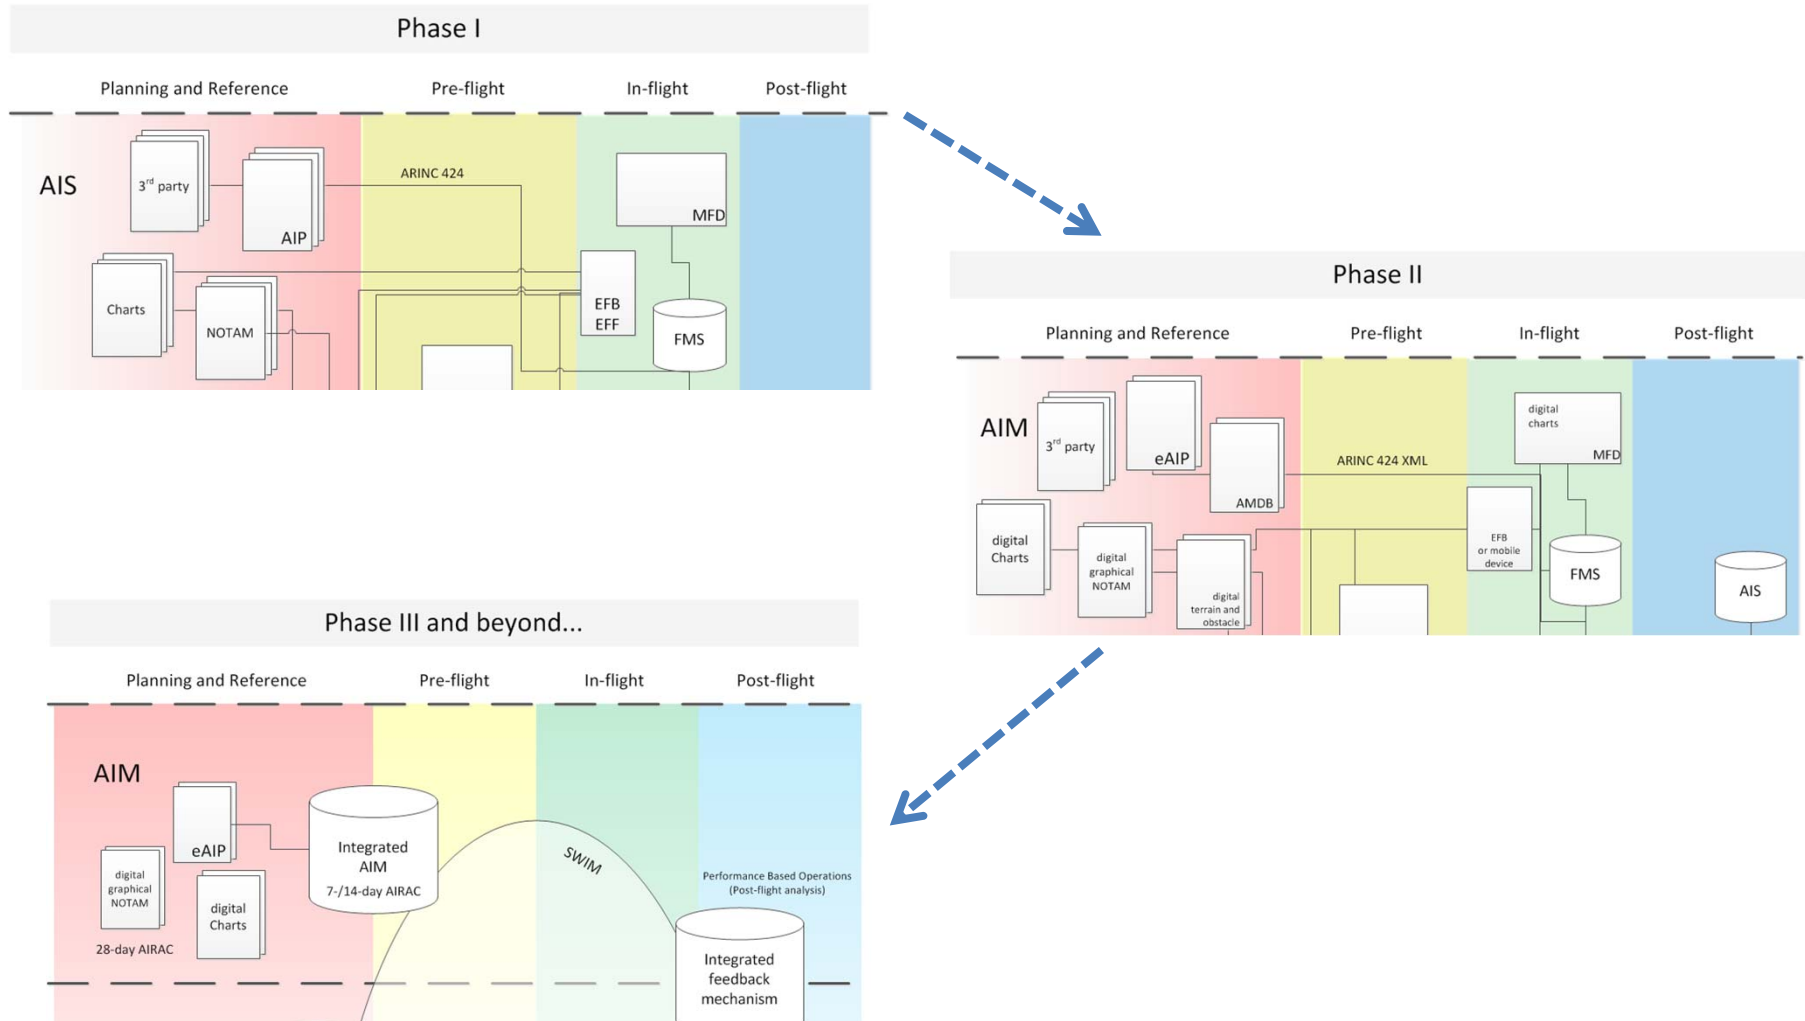 Phase I
Planning and Reference
Pre-flight
In-flight
Post-flight
AIS
3rd party
AIP
ARINC 424
MFD
Charts
NOTAM
EFB
EFF
FMS
Phase II
Planning and Reference
Pre-flight
In-flight
Post-flight
AIM
3rd party
eAIP
AMDB
ARINC 424 XML
digital
charts
MFD
digital
Charts
digital
graphical
NOTAM
digital
terrain and
obstacle
EFB
or mobile
device
FMS
AIS
Phase III and beyond...
Planning and Reference
Pre-flight
In-flight
Post-flight
AIM
eAIP
digital
graphical
NOTAM
digital
Charts
28-day AIRAC
Integrated
AIM
7-/14-day AIRAC
SWIM
Performance Based Operations
(Post-flight analysis)
Integrated
feedback
mechanism